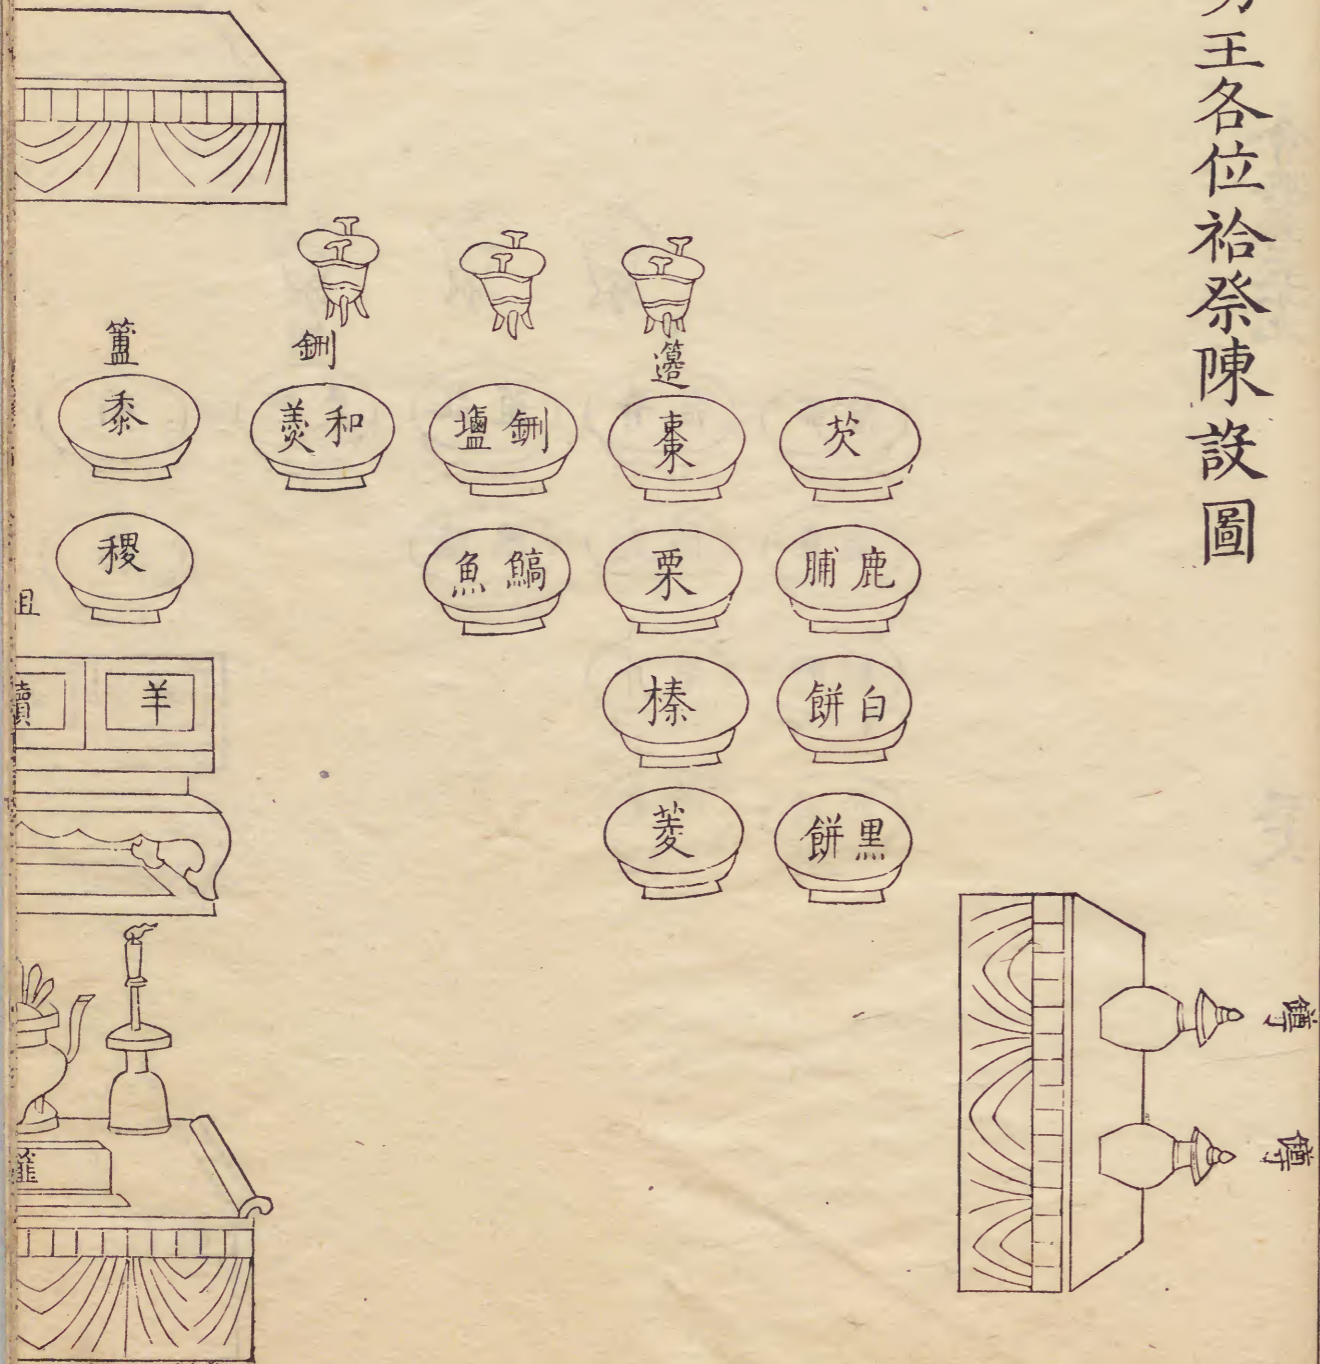 王各位祫祭陳設圖
芡
鹿脯
白餅
黑餅
籩
棗
栗
榛
菱
鉶鹽
鱐魚
鉶
和羹
簠
黍
稷
羊
罇
罇